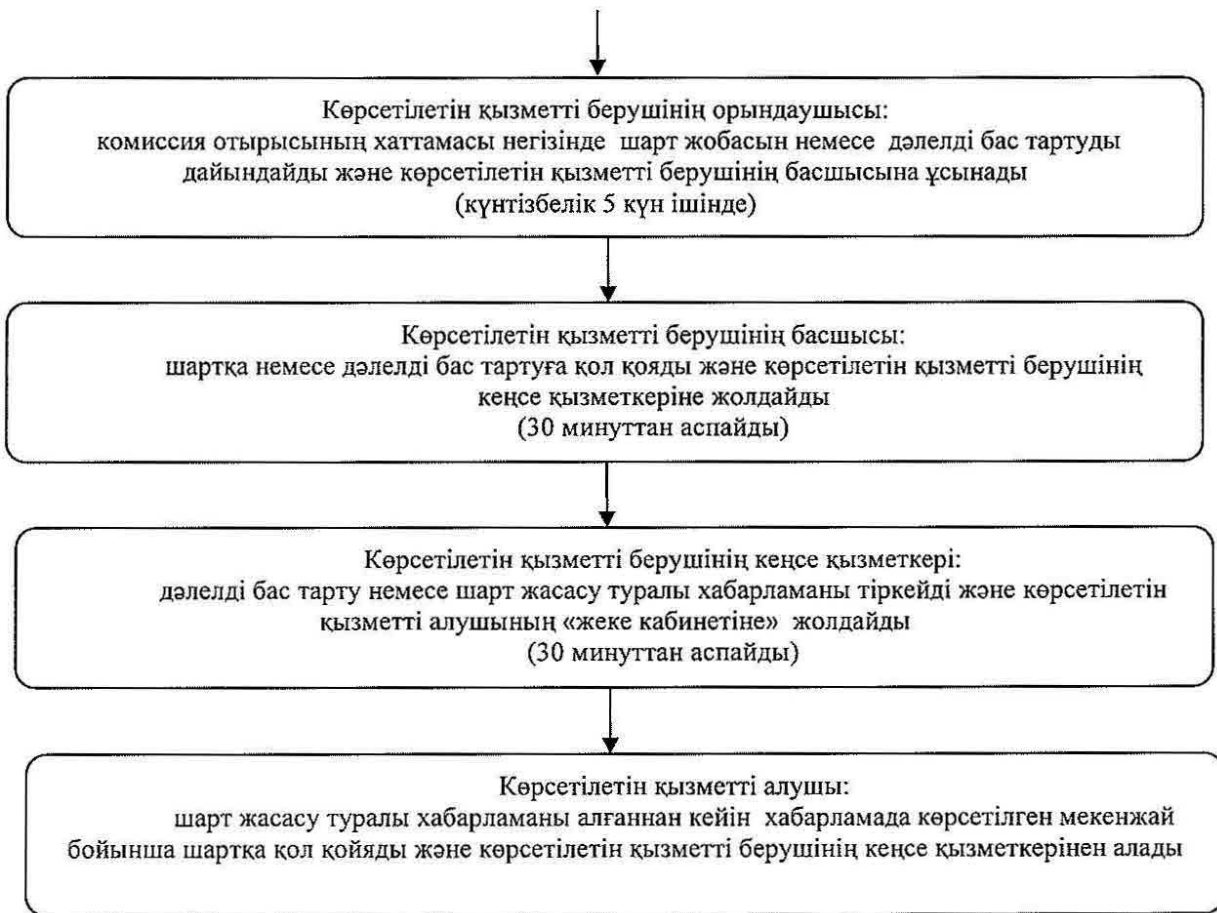 Көрсетілетін қызметті берушінің орындаушысы:
комиссия отырысының хаттамасы негізінде шарт жобасын немесе дәлелді бас тартуды
дайындайды және көрсетілетін қызметті берушінің басшысына ұсынады
(күнтізбелік 5 күн ішінде)
Көрсетілетін қызметті берушінің басшысы:
шартқа немесе дәлелді бас тартуға қол қояды және көрсетілетін қызметті берушінің
кеңсе қызметкеріне жолдайды
(30 минуттан аспайды)
Көрсетілетін қызметті берушінің кеңсе қызметкері:
дәлелді бас тарту немесе шарт жасасу туралы хабарламаны тіркейді және көрсетілетін
қызметті алушының «жеке кабинетіне» жолдайды
(30 минуттан аспайды)
Көрсетілетін қызметті алушы:
шарт жасасу туралы хабарламаны алғаннан кейін хабарламада көрсетілген мекенжай
бойынша шартқа қол қойяды және көрсетілетін қызметті берушінің кеңсе қызметкерінен алады